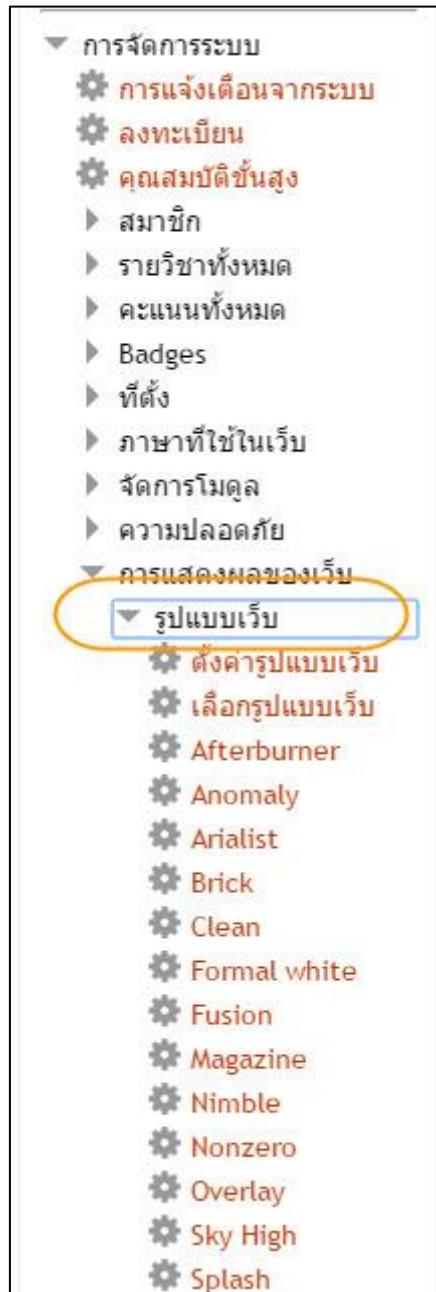 การจัดการระบบ
การแจ้งเตือนจากระบบ
ลงทะเบียน
คุณสมบัติขั้นสูง
สมาชิก
รายวิชาทั้งหมด
คะแนนทั้งหมด
Badges
ที่ตั้ง
ภาษาที่ใช้ในเว็บ
จัดการโมดูล
ความปลอดภัย
การแสดงผลของเว็บ
รูปแบบเว็บ
ตั้งค่ารูปแบบเว็บ
เลือกรูปแบบเว็บ
Afterburner
Anomaly
Arialist
Brick
Clean
Formal white
Fusion
Magazine
Nimble
Nonzero
Overlay
Sky High
Splash